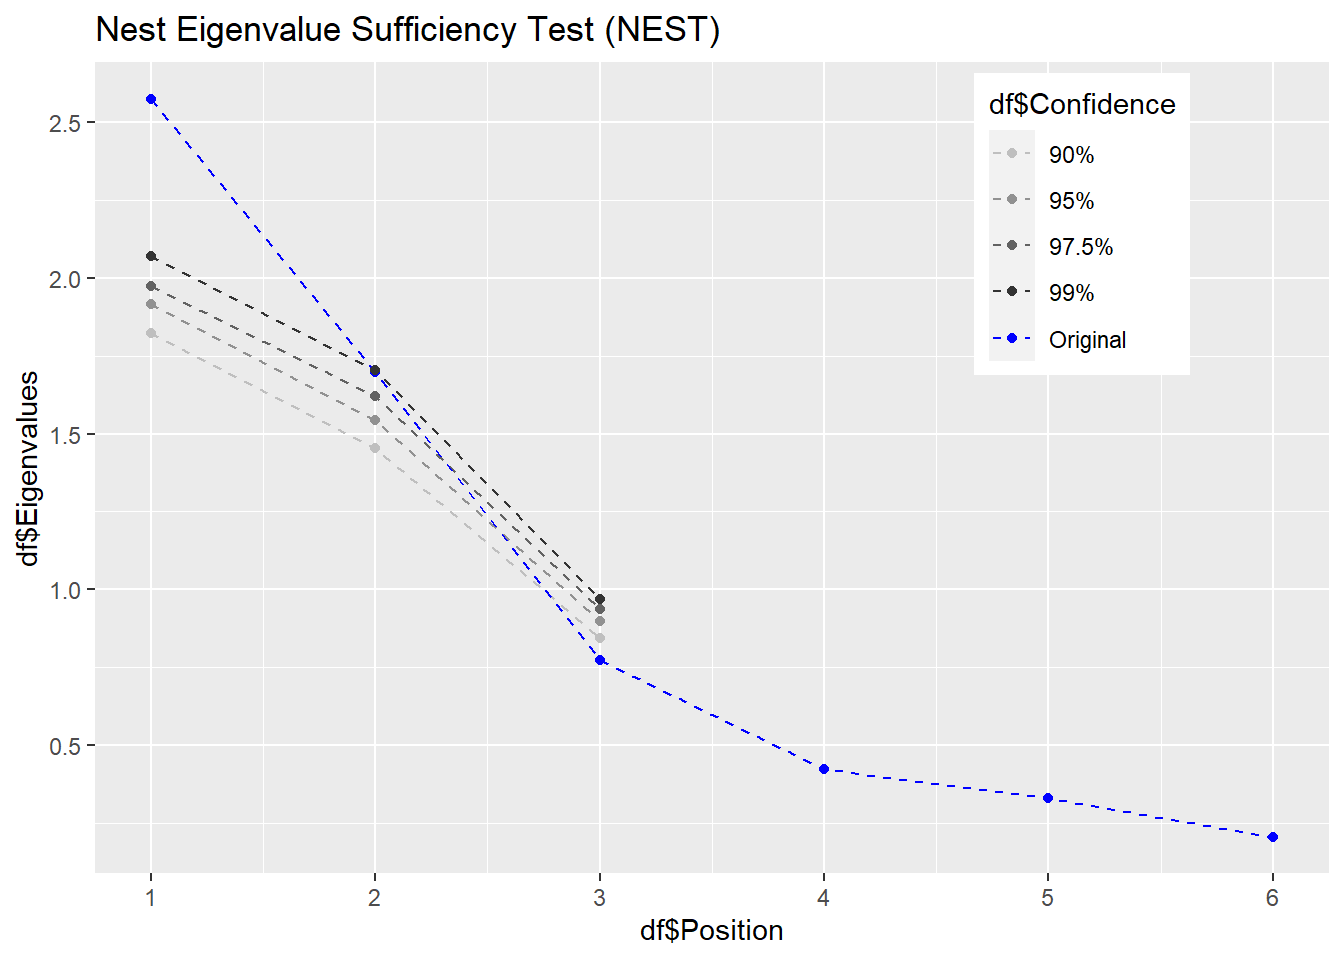 Nest Eigenvalue Sufficiency Test (NEST)
df$Confidence
90%
95%
97.5%
99%
Original
df$Eigenvalues
2.5
2.0
1.5
1.0
0.5
1 2 3 4 5 6
df$Position